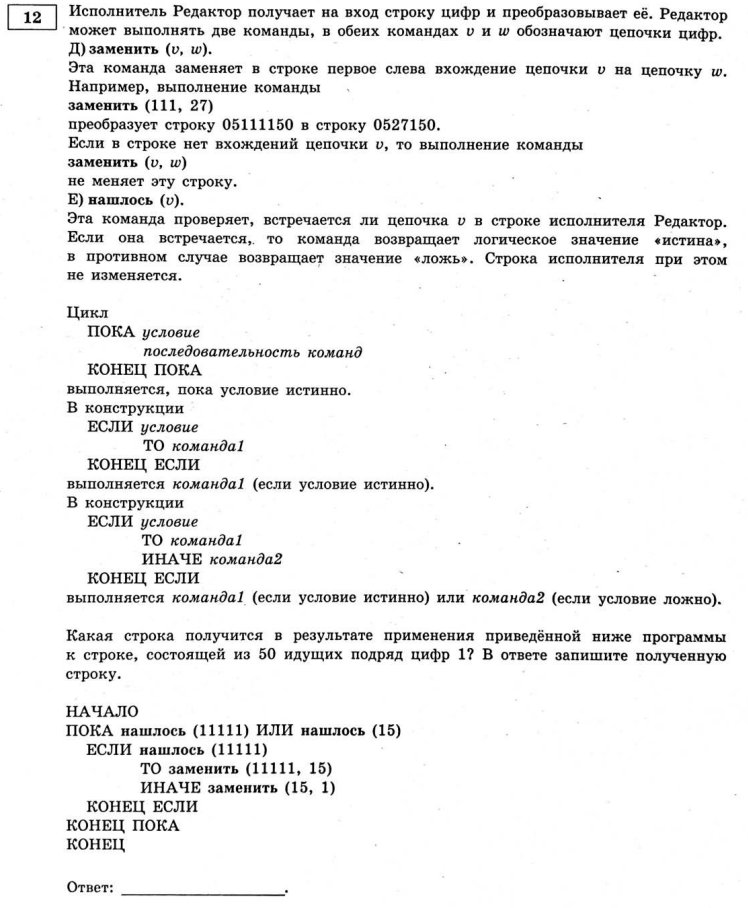 12
Исполнитель Редактор получает на вход строку цифр и преобразовывает её. Редактор
может выполнять две команды, в обеих командах v и w обозначают цепочки цифр.
Д) заменить (v, w).
Эта команда заменяет в строке первое слева вхождение цепочки v на цепочку w.
Например, выполнение команды
заменить (111, 27)
преобразует строку 05111150 в строку 0527150.
Если в строке нет вхождений цепочки v, то выполнение команды
заменить (v, w)
не меняет эту строку.
Е) нашлось (v).
Эта команда проверяет, встречается ли цепочка v в строке исполнителя Редактор.
Если она встречается, то команда возвращает логическое значение «истина»,
в противном случае возвращает значение «ложь». Строка исполнителя при этом
не изменяется.
Цикл
ПОКА условие
последовательность команд
КОНЕЦ ПОКА
выполняется, пока условие истинно.
В конструкции
ЕСЛИ условие
ТО команда1
КОНЕЦ ЕСЛИ
выполняется команда1 (если условие истинно).
В конструкции
ЕСЛИ условие
ТО команда1
ИНАЧЕ команда2
КОНЕЦ ЕСЛИ
выполняется команда1 (если условие истинно) или команда2 (если условие ложно).
Какая строка получится в результате применения приведённой ниже программы
к строке, состоящей из 50 идущих подряд цифр 1? В ответе запишите полученную
строку.
НАЧАЛО
ПОКА нашлось (11111) ИЛИ нашлось (15)
ЕСЛИ нашлось (11111)
ТО заменить (11111, 15)
ИНАЧЕ заменить (15, 1)
КОНЕЦ ЕСЛИ
КОНЕЦ ПОКА
КОНЕЦ
Ответ: ____________________.